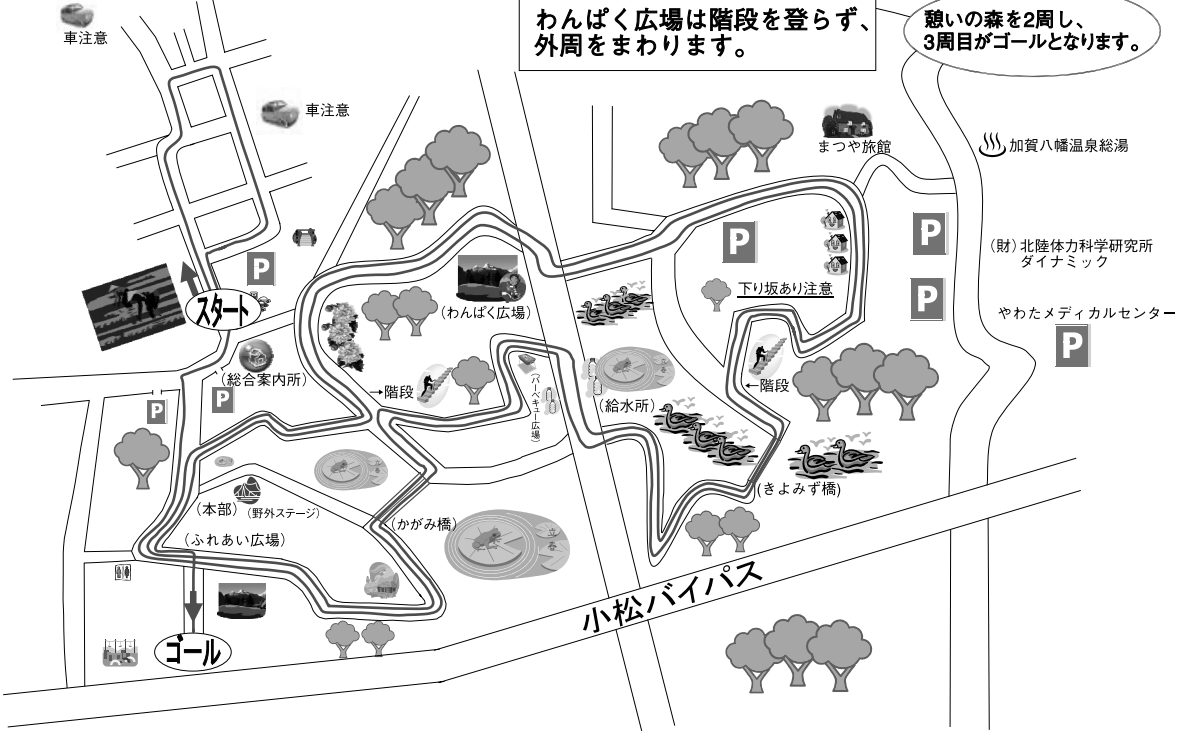 わんぱく広場は階段を登らず、
外周をまわります。
憩いの森を2周し、
3周目がゴールとなります。
車注意
車注意
まつや旅館
加賀八幡温泉総湯
P
P
(財)北陸体力科学研究所
ダイナミック
P
P
下り坂あり注意
スタート
(わんぱく広場)
P
やわたメディカルセンター
P
(総合案内所)
→階段
←階段
P
P
(バーベキュー広場)
(給水所)
(本部)
(野外ステージ)
(かがみ橋)
(きよみず橋)
(ふれあい広場)
小松バイパス
ゴール